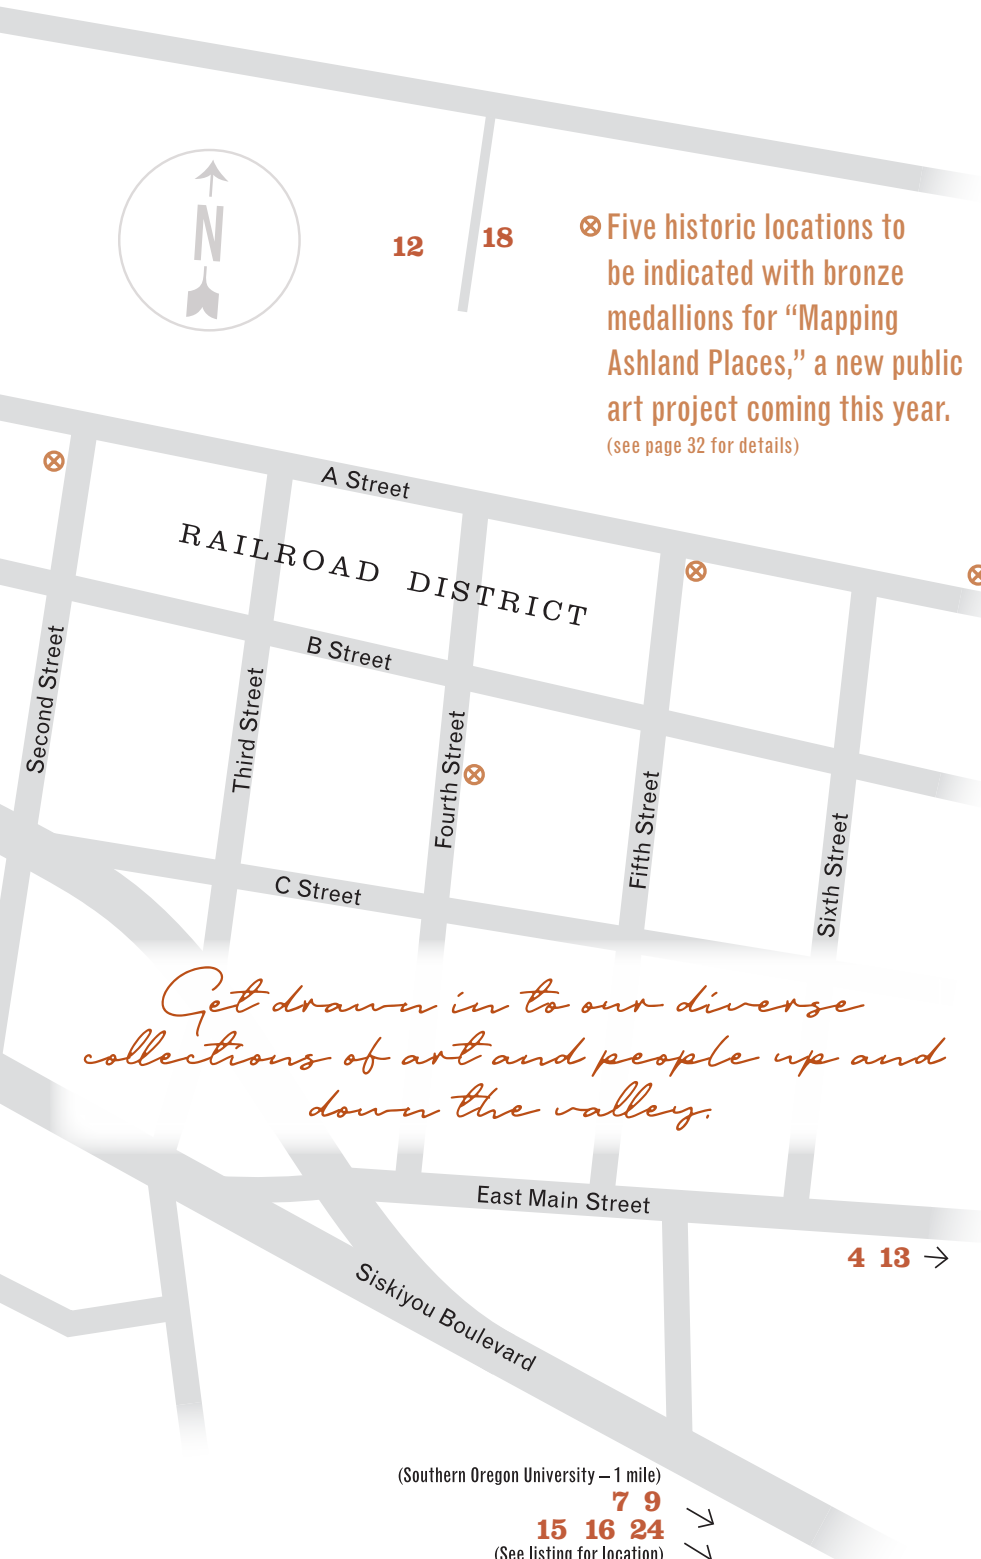 N
12
18
Five historic locations to
be indicated with bronze
medallions for “Mapping
Ashland Places,” a new public
art project coming this year.
(see page 32 for details)
A Street
RAILROAD DISTRICT
B Street
Second Street
Third Street
Fourth Street
Fifth Street
Sixth Street
C Street
Get drawn in to our diverse
collections of art and people up and
down the valley.
East Main Street
4 13
Siskiyou Boulevard
(Southern Oregon University – 1 mile)
7 9
15 16 24
(See listing for location)